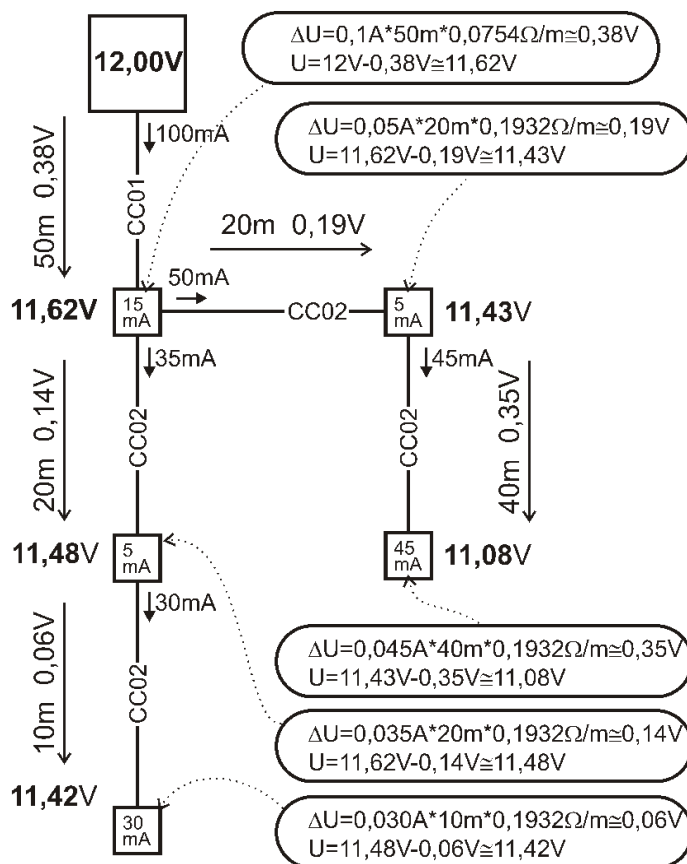 12,00V
ΔU=0,1A*50m*0,0754Ω/m≅0,38V
U=12V-0,38V≅11,62V
100mA
50m 0,38V
CC01
ΔU=0,05A*20m*0,1932Ω/m≅0,19V
U=11,62V-0,19V≅11,43V
20m 0,19V
11,62V
15
mA
50mA
CC02
5
mA
11,43V
35mA
45mA
20m 0,14V
CC02
CC02
40m 0,35V
11,48V
5
mA
45
mA
11,08V
30mA
10m 0,06V
CC02
ΔU=0,045A*40m*0,1932Ω/m≅0,35V
U=11,43V-0,35V≅11,08V
ΔU=0,035A*20m*0,1932Ω/m≅0,14V
U=11,62V-0,14V≅11,48V
11,42V
30
mA
ΔU=0,030A*10m*0,1932Ω/m≅0,06V
U=11,48V-0,06V≅11,42V